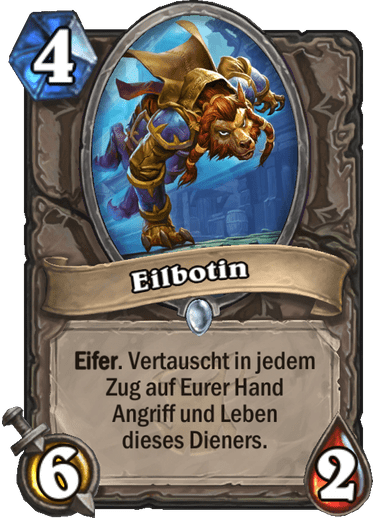 4
Eilbotin
Eifer. Vertauscht in jedem
Zug auf Eurer Hand
Angriff und Leben
dieses Dieners.
6
2